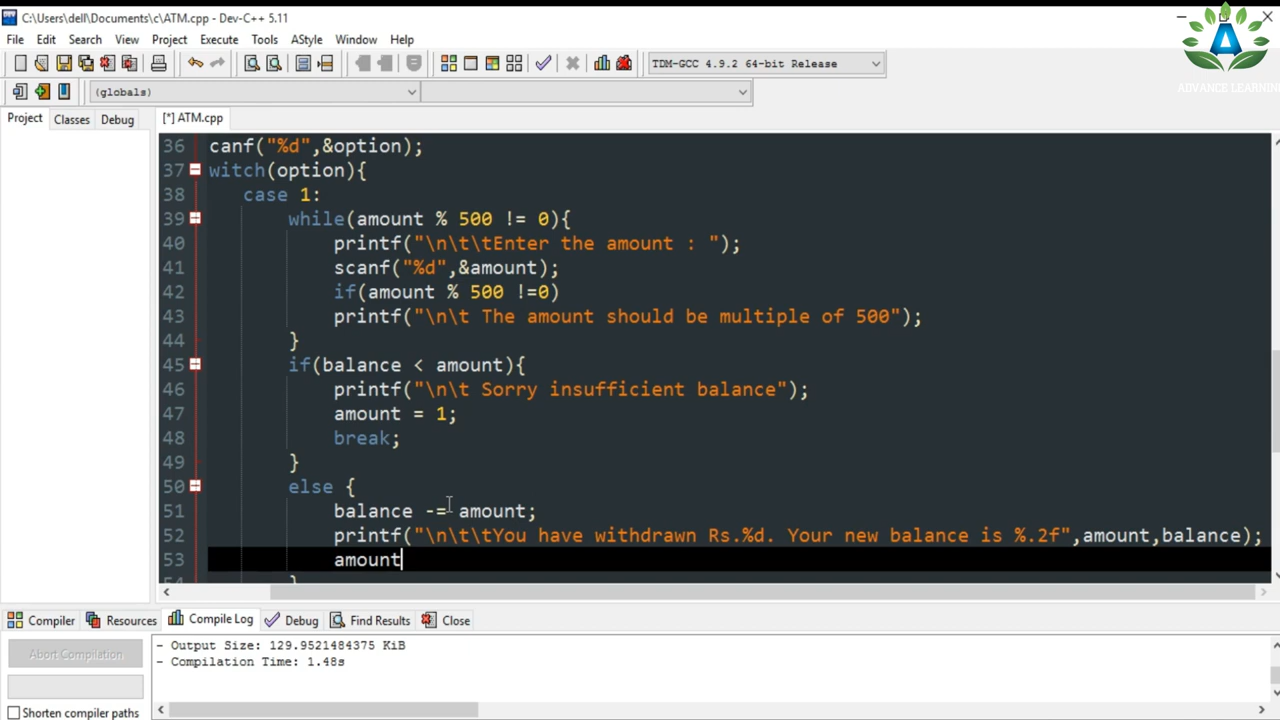 C:\Users\dell\Documents\c\ATM.cpp - Dev-C++ 5.11
File Edit Search View Project Execute Tools AStyle Window Help
TDM-GCC 4.9.2 64-bit Release
(globals)
ADVANCE LEARNIN
Project Classes Debug
[*] ATM.cpp
36 canf("%d",&option);
37 witch(option){
38 case 1:
39 while(amount % 500 != 0){
40 printf("\n\t\tEnter the amount : ");
41 scanf("%d",&amount);
42 if(amount % 500 !=0)
43 printf("\n\t The amount should be multiple of 500");
44 }
45 if(balance < amount){
46 printf("\n\t Sorry insufficient balance");
47 amount = 1;
48 break;
49 }
50 else {
51 balance -= amount;
52 printf("\n\t\tYou have withdrawn Rs.%d. Your new balance is %.2f",amount,balance);
53 amount
54 }
Compiler Resources Compile Log Debug Find Results Close
Abort Compilation
Shorten compiler paths
- Output Size: 129.9521484375 KiB
- Compilation Time: 1.48s